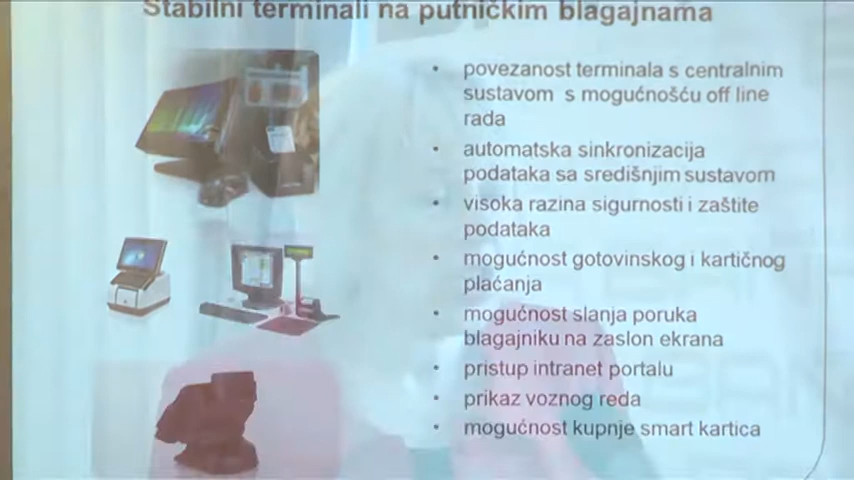 Stabilni terminali na putničkim blagajnama
• povezanost terminala s centralnim
sustavom s mogućnošću off line
rada
• automatska sinkronizacija
podataka sa središnjim sustavom
• visoka razina sigurnosti i zaštite
podataka
• mogućnost gotovinskog i kartičnog
plaćanja
• mogućnost slanja poruka
blagajniku na zaslon ekrana
• pristup intranet portalu
• prikaz voznog reda
• mogućnost kupnje smart kartica